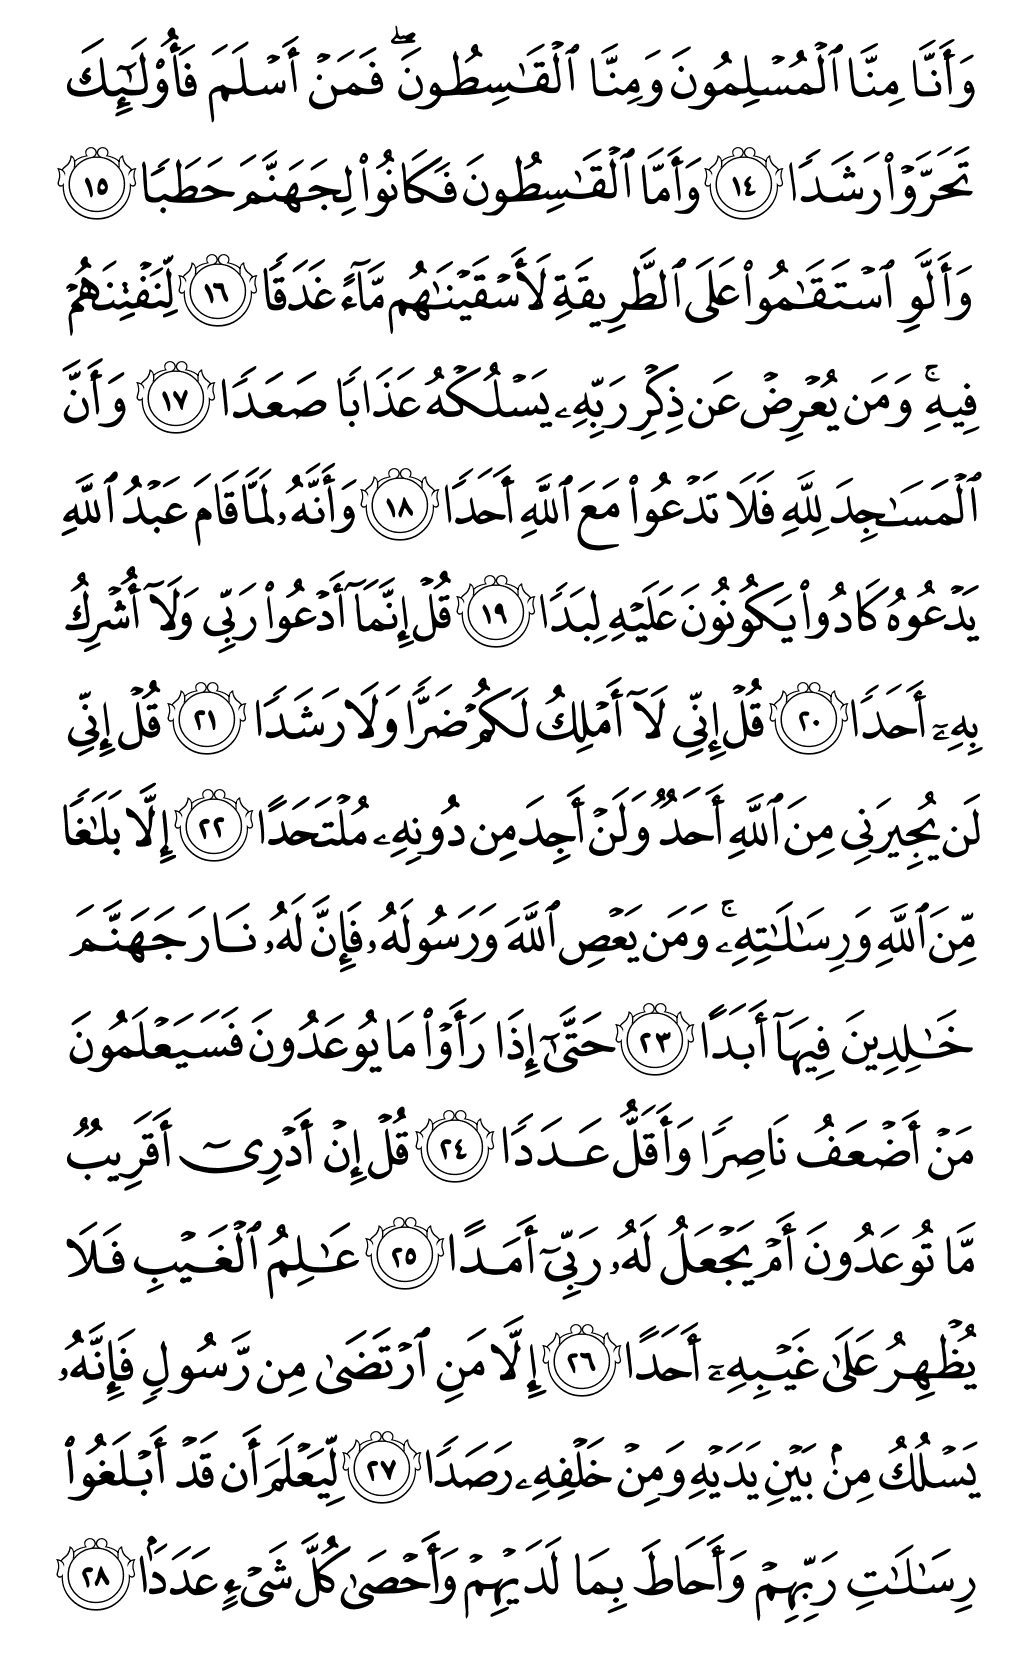 وَأَنَّا مِنَّا ٱلْمُسْلِمُونَ وَمِنَّا ٱلْقَـٰسِطُونَ ۖ فَمَنْ أَسْلَمَ فَأُو۟لَـٰٓئِكَ
تَحَرَّوْا۟ رَشَدًا ١٤ وَأَمَّا ٱلْقَـٰسِطُونَ فَكَانُوا۟ لِجَهَنَّمَ حَطَبًا ١٥
وَأَلَّوِ ٱسْتَقَـٰمُوا۟ عَلَى ٱلطَّرِيقَةِ لَأَسْقَيْنَـٰهُم مَّآءً غَدَقًا ١٦ لِّنَفْتِنَهُمْ
فِيهِ ۚ وَمَن يُعْرِضْ عَن ذِكْرِ رَبِّهِۦ يَسْلُكْهُ عَذَابًا صَعَدًا ١٧ وَأَنَّ
ٱلْمَسَـٰجِدَ لِلَّهِ فَلَا تَدْعُوا۟ مَعَ ٱللَّهِ أَحَدًا ١٨ وَأَنَّهُۥ لَمَّا قَامَ عَبْدُ ٱللَّهِ
يَدْعُوهُ كَادُوا۟ يَكُونُونَ عَلَيْهِ لِبَدًا ١٩ قُلْ إِنَّمَآ أَدْعُوا۟ رَبِّى وَلَآ أُشْرِكُ
بِهِۦٓ أَحَدًا ٢٠ قُلْ إِنِّى لَآ أَمْلِكُ لَكُمْ ضَرًّا وَلَا رَشَدًا ٢١ قُلْ إِنِّى
لَن يُجِيرَنِى مِنَ ٱللَّهِ أَحَدٌ وَلَنْ أَجِدَ مِن دُونِهِۦ مُلْتَحَدًا ٢٢ إِلَّا بَلَـٰغًا
مِّنَ ٱللَّهِ وَرِسَـٰلَـٰتِهِۦ ۚ وَمَن يَعْصِ ٱللَّهَ وَرَسُولَهُۥ فَإِنَّ لَهُۥ نَارَ جَهَنَّمَ
خَـٰلِدِينَ فِيهَآ أَبَدًا ٢٣ حَتَّىٰٓ إِذَا رَأَوْا۟ مَا يُوعَدُونَ فَسَيَعْلَمُونَ
مَنْ أَضْعَفُ نَاصِرًا وَأَقَلُّ عَدَدًا ٢٤ قُلْ إِنْ أَدْرِىٓ أَقَرِيبٌ
مَّا تُوعَدُونَ أَمْ يَجْعَلُ لَهُۥ رَبِّىٓ أَمَدًا ٢٥ عَـٰلِمُ ٱلْغَيْبِ فَلَا
يُظْهِرُ عَلَىٰ غَيْبِهِۦٓ أَحَدًا ٢٦ إِلَّا مَنِ ٱرْتَضَىٰ مِن رَّسُولٍ فَإِنَّهُۥ
يَسْلُكُ مِنۢ بَيْنِ يَدَيْهِ وَمِنْ خَلْفِهِۦ رَصَدًا ٢٧ لِّيَعْلَمَ أَن قَدْ أَبْلَغُوا۟
رِسَـٰلَـٰتِ رَبِّهِمْ وَأَحَاطَ بِمَا لَدَيْهِمْ وَأَحْصَىٰ كُلَّ شَىْءٍ عَدَدًۢا ٢٨